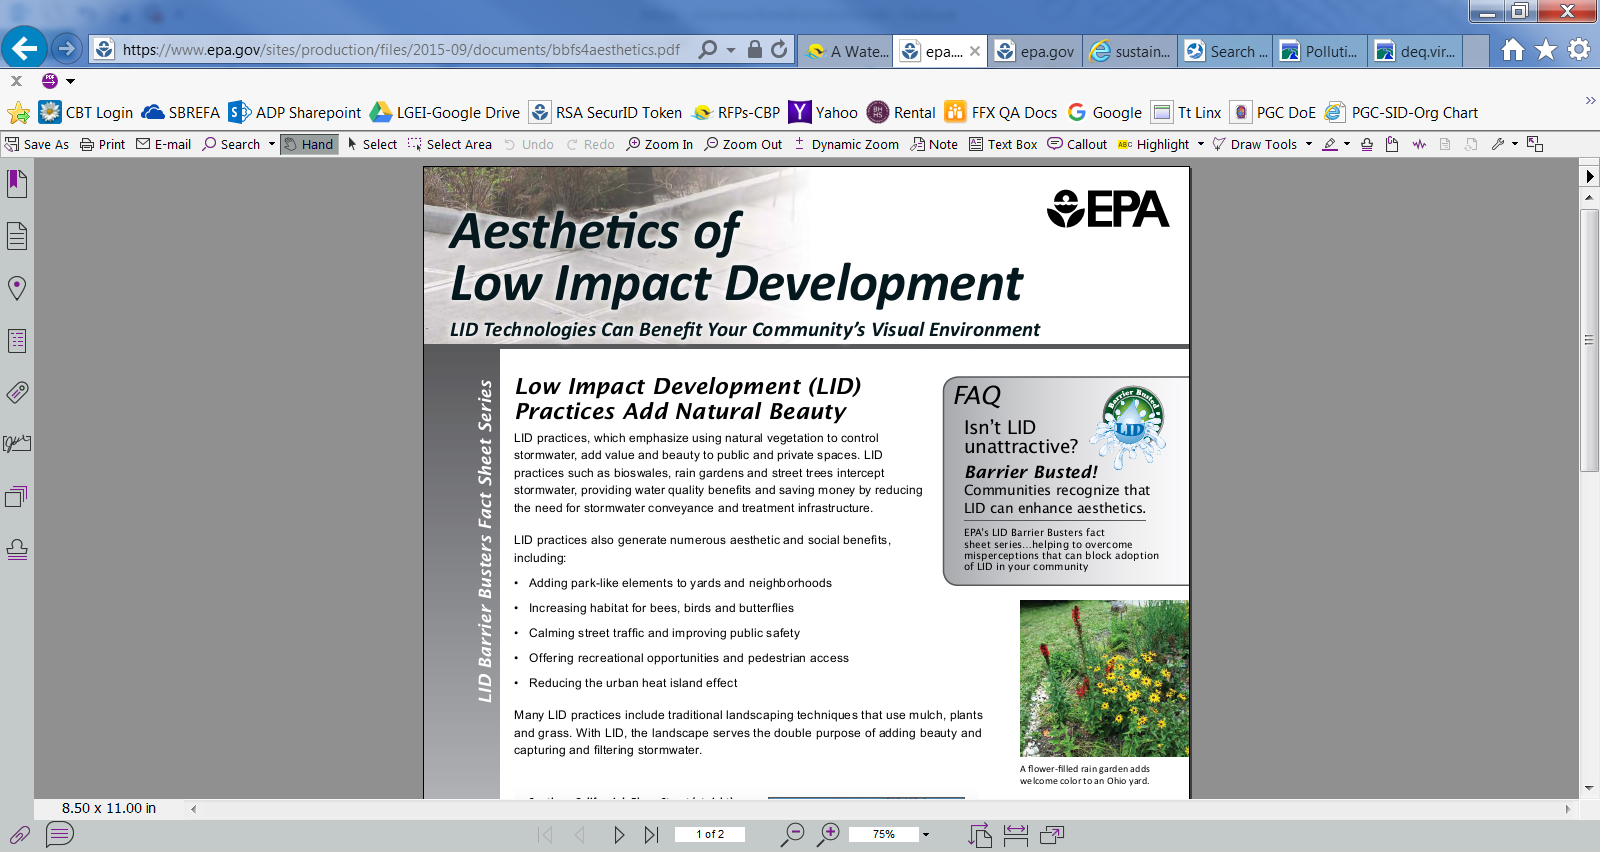 https://www.epa.gov/sites/production/files/2015-09/documents/bbfs4aesthetics.pdf
A Wate...
epa....
epa.gov
sustain...
Search ...
Polluti...
deq.vir...
CBT Login
SBREFA
ADP Sharepoint
LGEI-Google Drive
RSA SecurID Token
RFPs-CBP
Yahoo
Rental
FFX QA Docs
Google
Tt Linx
PGC DoE
PGC-SID-Org Chart
Save As
Print
E-mail
Search
Hand
Select
Select Area
Undo
Redo
Zoom In
Zoom Out
Dynamic Zoom
Note
Text Box
Callout
Highlight
Draw Tools
EPA
Aesthetics of
Low Impact Development
LID Technologies Can Benefit Your Community's Visual Environment
LID Barrier Busters Fact Sheet Series
Low Impact Development (LID)
Practices Add Natural Beauty
LID practices, which emphasize using natural vegetation to control
stormwater, add value and beauty to public and private spaces. LID
practices such as bioswales, rain gardens and street trees intercept
stormwater, providing water quality benefits and saving money by reducing
the need for stormwater conveyance and treatment infrastructure.
LID practices also generate numerous aesthetic and social benefits,
including:
• Adding park-like elements to yards and neighborhoods
• Increasing habitat for bees, birds and butterflies
• Calming street traffic and improving public safety
• Offering recreational opportunities and pedestrian access
• Reducing the urban heat island effect
Many LID practices include traditional landscaping techniques that use mulch, plants
and grass. With LID, the landscape serves the double purpose of adding beauty and
capturing and filtering stormwater.
FAQ
Barrier Busted
LID
Isn't LID
unattractive?
Barrier Busted!
Communities recognize that
LID can enhance aesthetics.
EPA's LID Barrier Busters fact
sheet series...helping to overcome
misperceptions that can block adoption
of LID in your community
A flower-filled rain garden adds
welcome color to an Ohio yard.
8.50 x 11.00 in
1 of 2
75%